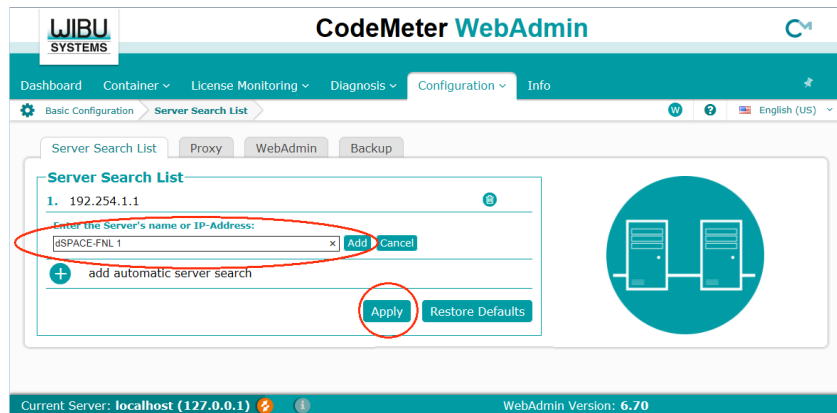 WIBU
SYSTEMS
CodeMeter WebAdmin
CM
Dashboard Container License Monitoring Diagnosis Configuration Info
Basic Configuration Server Search List W ? English (US)
Server Search List Proxy WebAdmin Backup
Server Search List
1. 192.254.1.1
Enter the Server's name or IP-Address:
dSPACE-FNL 1 × Add Cancel
+ add automatic server search
Apply Restore Defaults
Current Server: localhost (127.0.0.1) i WebAdmin Version: 6.70